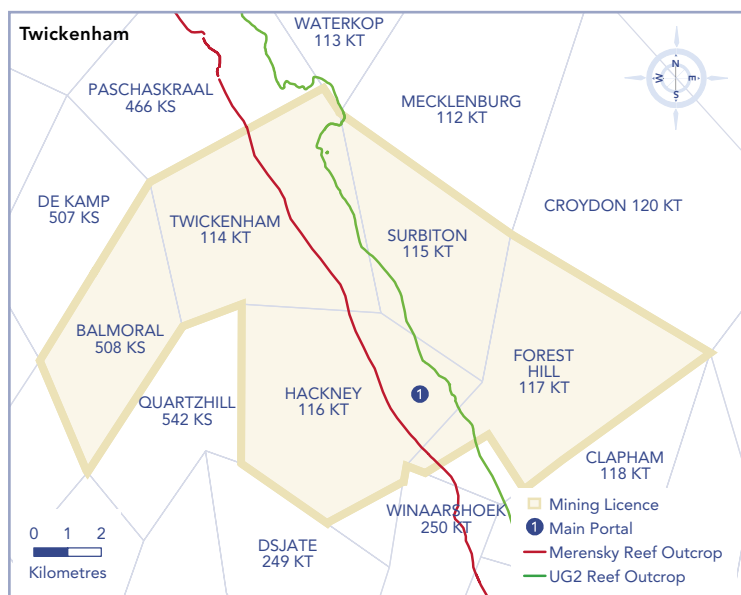 Twickenham
WATERKOP
113 KT
N
E
S
W
PASCHASKRAAL
466 KS
MECKLENBURG
112 KT
DE KAMP
507 KS
TWICKENHAM
114 KT
SURBITON
115 KT
CROYDON 120 KT
BALMORAL
508 KS
QUARTZHILL
542 KS
HACKNEY
116 KT
1
FOREST
HILL
117 KT
CLAPHAM
118 KT
WINAARSHOEK
250 KT
DSJATE
249 KT
0 1 2
Kilometres
Mining Licence
1 Main Portal
Merensky Reef Outcrop
UG2 Reef Outcrop